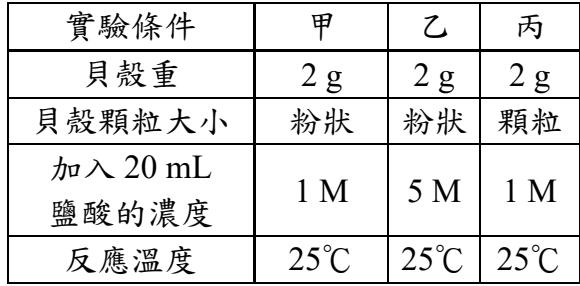 實驗條件 甲 乙 丙
貝殼重 2 g 2 g 2 g
貝殼顆粒大小 粉狀 粉狀 顆粒
加入 20 mL
鹽酸的濃度 1 M 5 M 1 M
反應溫度 25℃ 25℃ 25℃